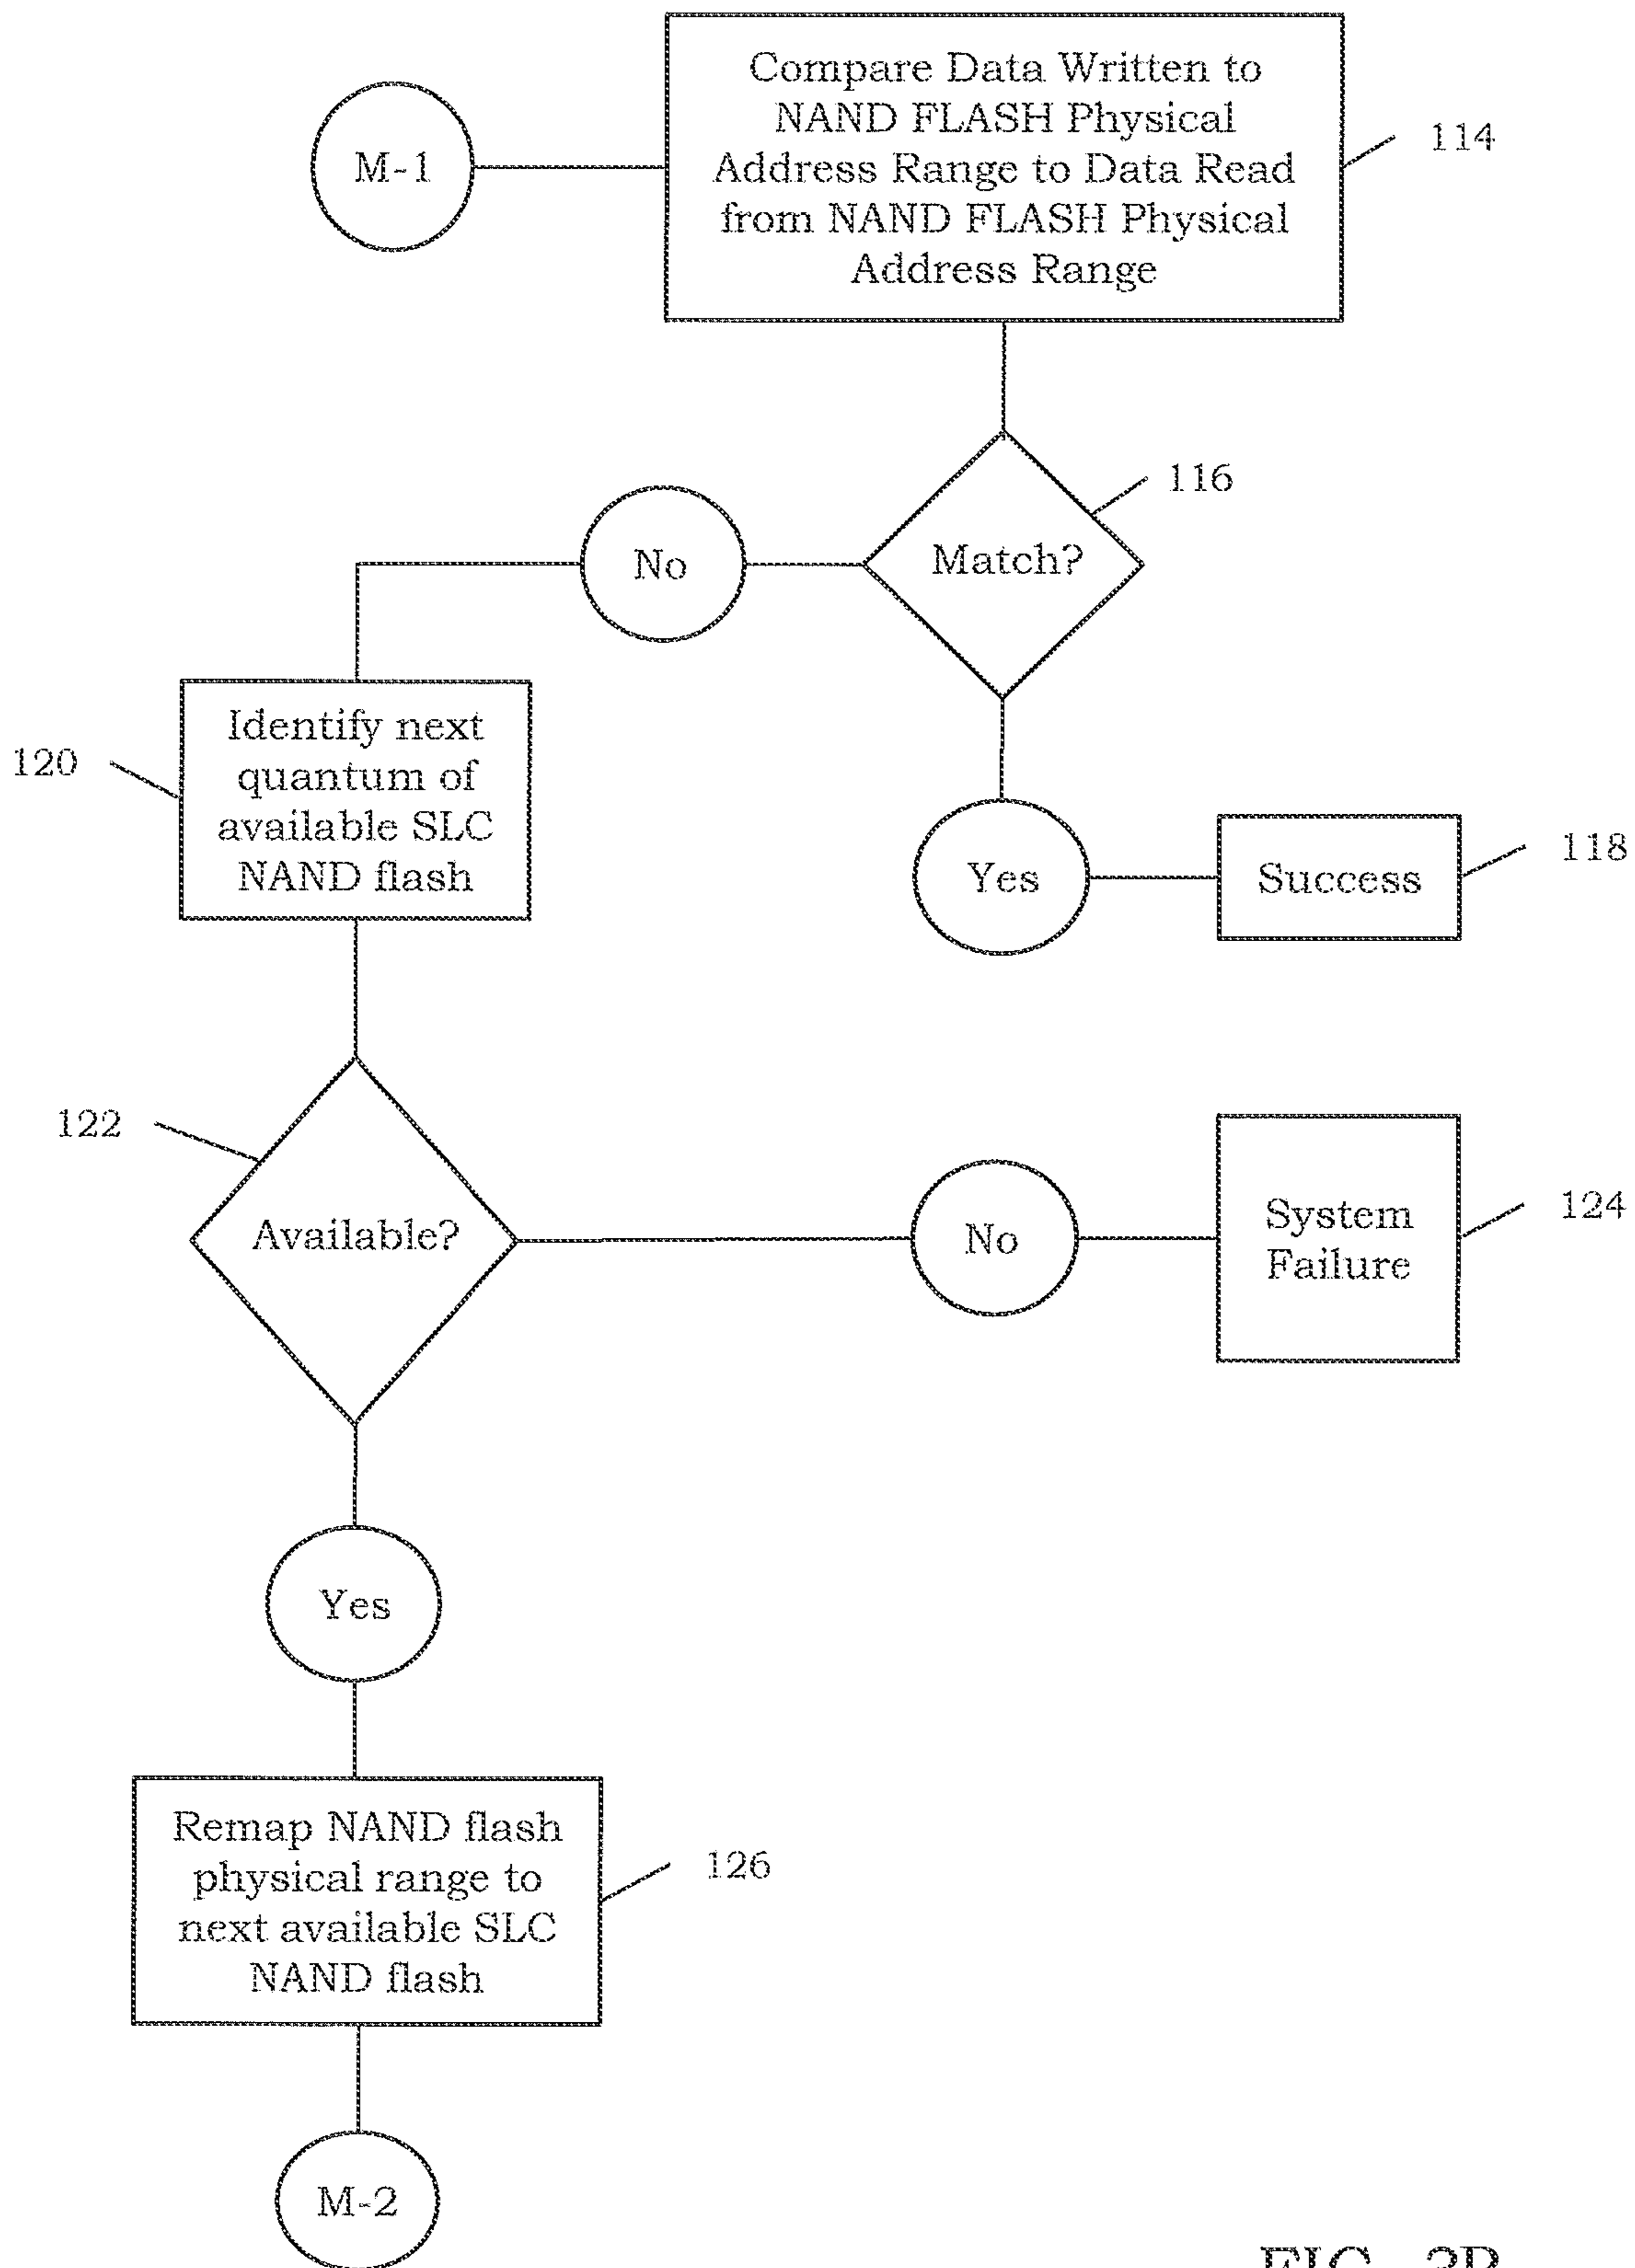 M-1
Compare Data Written to
NAND FLASH Physical
Address Range to Data Read
from NAND FLASH Physical
Address Range
114
Match?
116
No
Yes
Success
118
120
Identify next
quantum of
available SLC
NAND flash
122
Available?
No
System
Failure
124
Yes
Remap NAND flash
physical range to
next available SLC
NAND flash
126
M-2
FIG. 3B